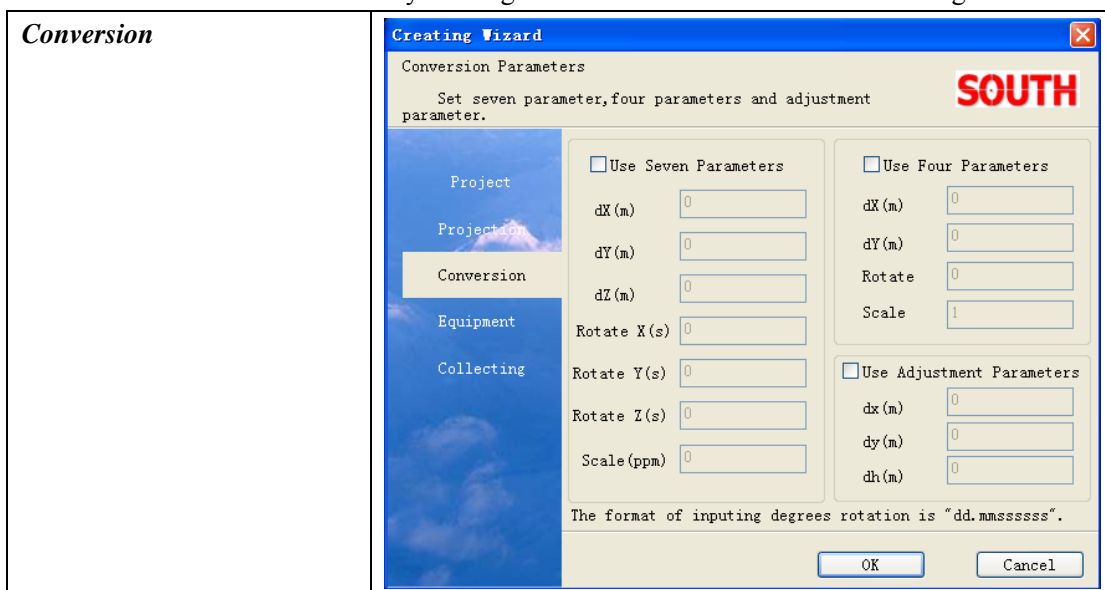 Conversion
Creating Wizard
Conversion Parameters
Set seven parameter,four parameters and adjustment
parameter.
SOUTH
Project
Projection
Conversion
Equipment
Collecting
Use Seven Parameters
dX(m) 0
dY(m) 0
dZ(m) 0
Rotate X(s) 0
Rotate Y(s) 0
Rotate Z(s) 0
Scale(ppm) 0
Use Four Parameters
dX(m) 0
dY(m) 0
Rotate 0
Scale 1
Use Adjustment Parameters
dx(m) 0
dy(m) 0
dh(m) 0
The format of inputing degrees rotation is "dd.mmssssss".
OK Cancel